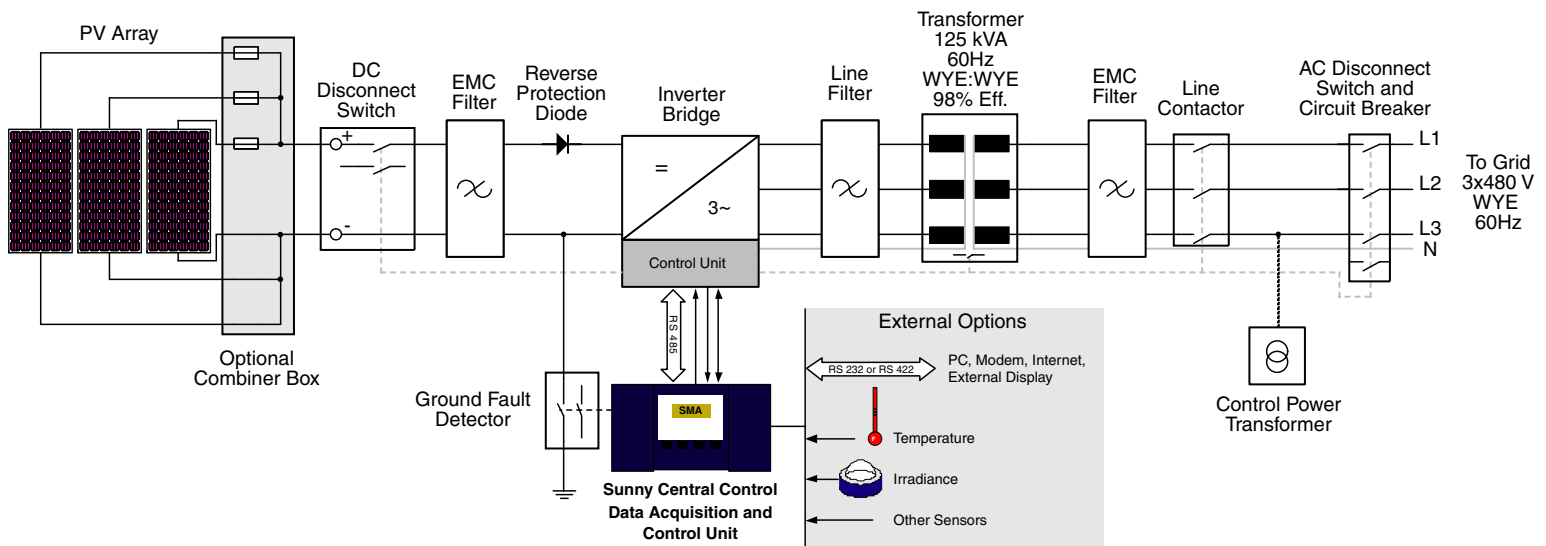 PV Array
Optional
Combiner Box
DC
Disconnect
Switch
+
-
EMC
Filter
Reverse
Protection
Diode
Inverter
Bridge
=
3~
Control Unit
RS 485
Line
Filter
Transformer
125 kVA
60Hz
WYE:WYE
98% Eff.
EMC
Filter
Line
Contactor
AC Disconnect
Switch and
Circuit Breaker
L1
L2
L3
N
To Grid
3x480 V
WYE
60Hz
Ground Fault
Detector
SMA
Sunny Central Control
Data Acquisition and
Control Unit
External Options
RS 232 or RS 422
PC, Modem, Internet,
External Display
F
Temperature
Irradiance
Other Sensors
Control Power
Transformer